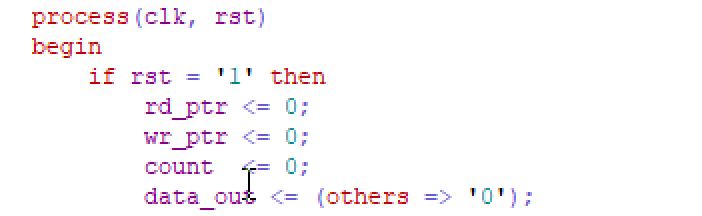 process(clk, rst)
begin
if rst = '1' then
rd_ptr <= 0;
wr_ptr <= 0;
count <= 0;
data_out <= (others => '0');